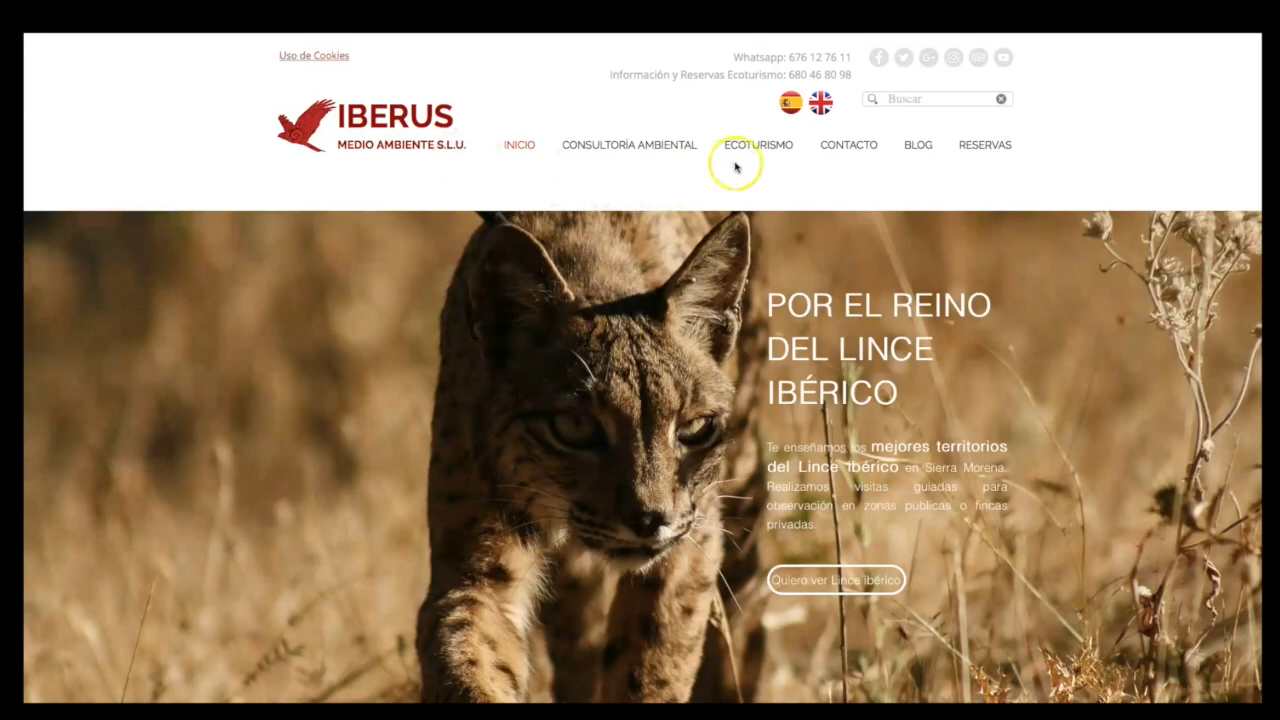 Uso de Cookies
Whatsapp: 676 12 76 11
Información y Reservas Ecoturismo: 680 46 80 98
Buscar
IBERUS
MEDIO AMBIENTE S.L.U.
INICIO
CONSULTORÍA AMBIENTAL
ECOTURISMO
CONTACTO
BLOG
RESERVAS
POR EL REINO
DEL LINCE
IBÉRICO
Te enseñamos los mejores territorios
del Lince Ibérico en Sierra Morena.
Realizamos visitas guiadas para
observación en zonas públicas o fincas
privadas.
Quiero ver Lince ibérico